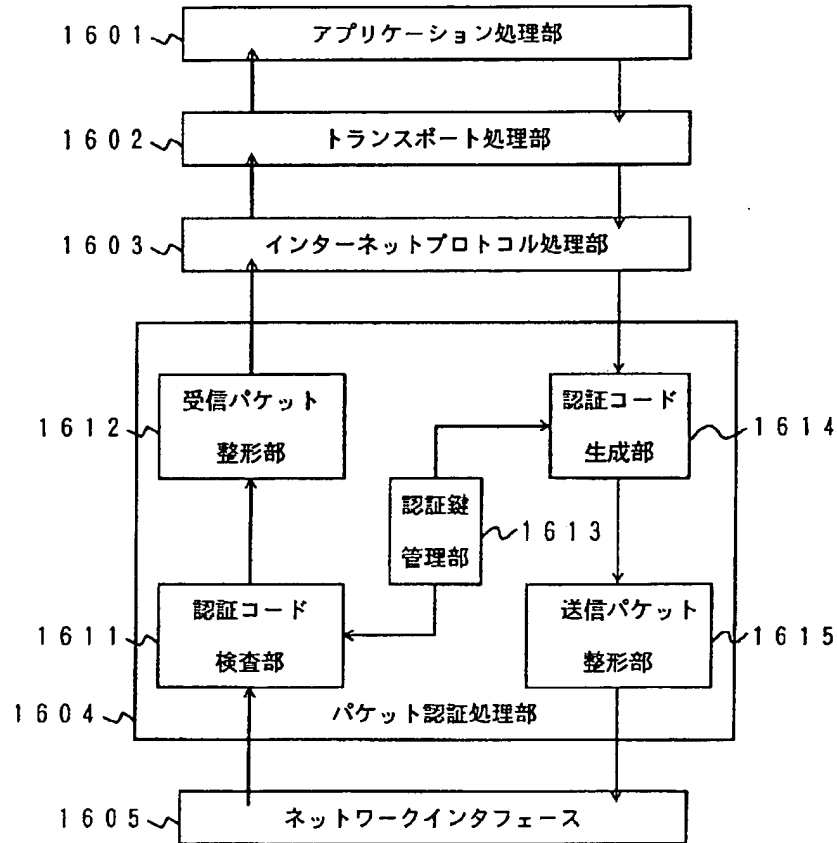 1601
アプリケーション処理部
1602
トランスポート処理部
1603
インターネットプロトコル処理部
1612
受信パケット
整形部
認証コード
生成部
1614
認証鍵
管理部
1613
1611
認証コード
検査部
送信パケット
整形部
1615
1604
パケット認証処理部
1605
ネットワークインタフェース